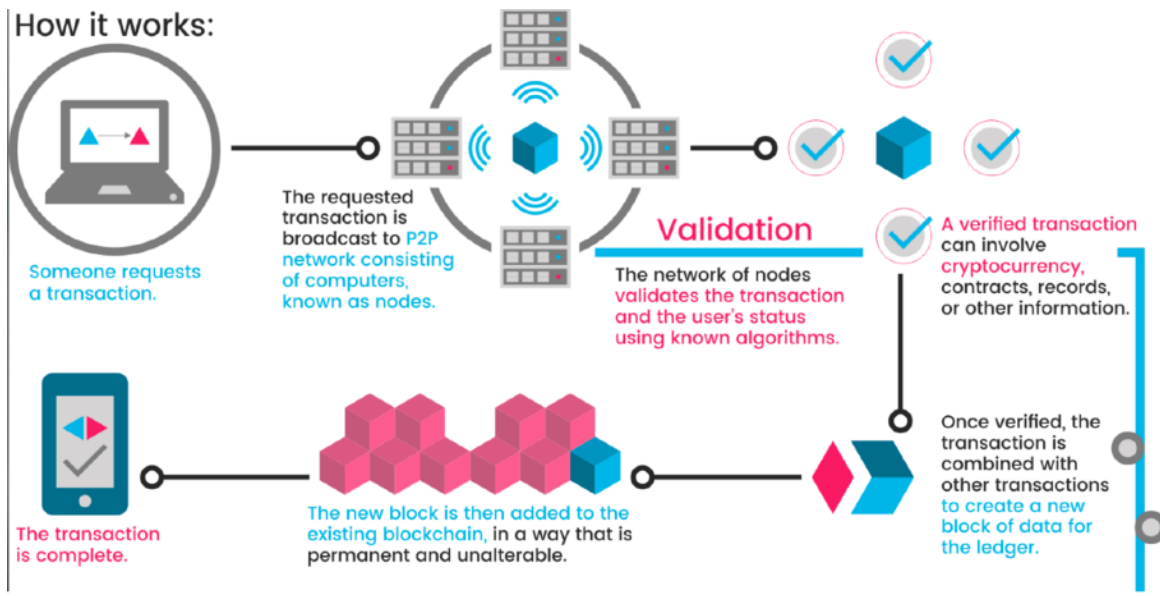 How it works:
Someone requests
a transaction.
The requested
transaction is
broadcast to P2P
network consisting
of computers,
known as nodes.
Validation
The network of nodes
validates the transaction
and the user's status
using known algorithms.
A verified transaction
can involve
cryptocurrency,
contracts, records,
or other information.
Once verified, the
transaction is
combined with
other transactions
to create a new
block of data for
the ledger.
The new block is then added to the
existing blockchain, in a way that is
permanent and unalterable.
The transaction
is complete.